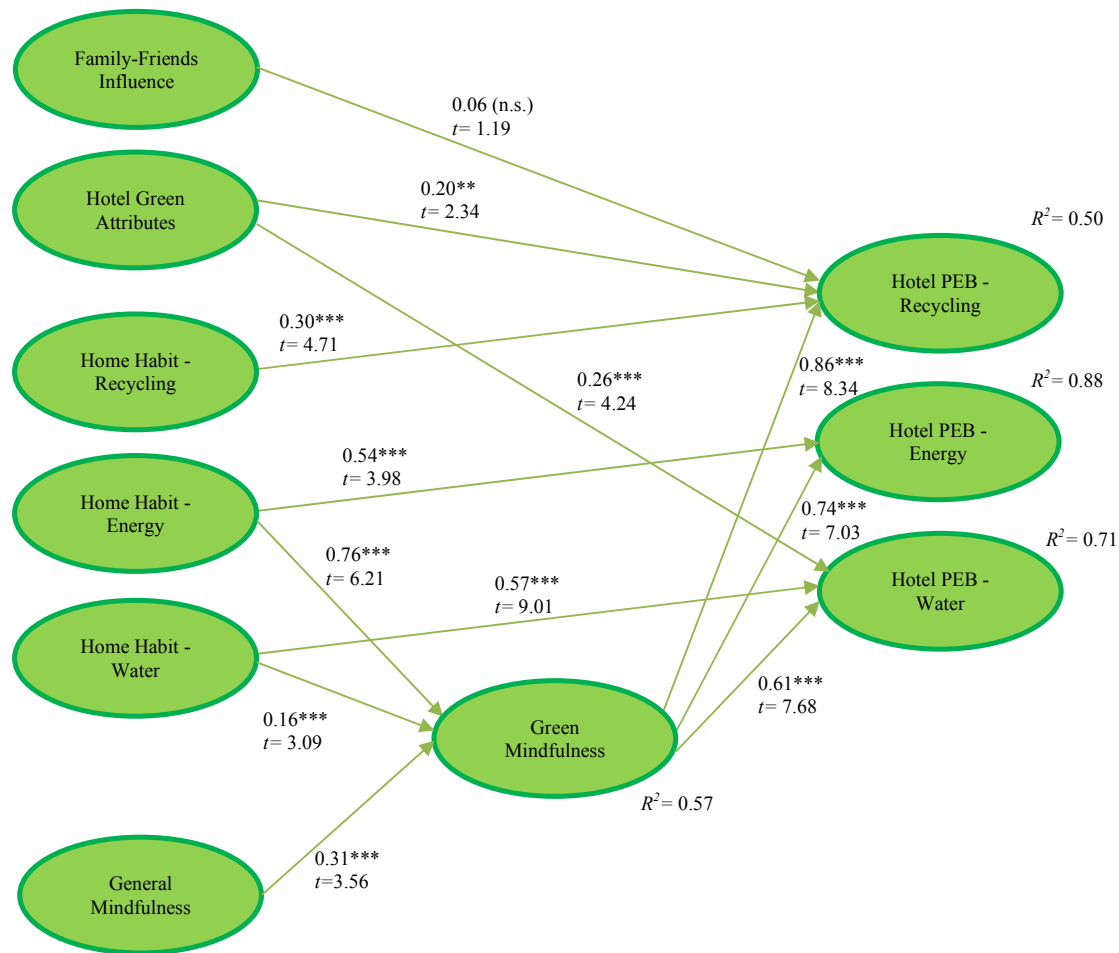 Family-Friends
Influence
0.06 (n.s.)
t= 1.19
Hotel Green
Attributes
0.20**
t= 2.34
R²= 0.50
Hotel PEB -
Recycling
Home Habit -
Recycling
0.30***
t= 4.71
0.26***
t= 4.24
0.86***
t= 8.34
R²= 0.88
Hotel PEB -
Energy
Home Habit -
Energy
0.54***
t= 3.98
0.76***
t= 6.21
0.74***
t= 7.03
R²= 0.71
Hotel PEB -
Water
Home Habit -
Water
0.57***
t= 9.01
0.16***
t= 3.09
0.61***
t= 7.68
Green
Mindfulness
R²= 0.57
General
Mindfulness
0.31***
t=3.56